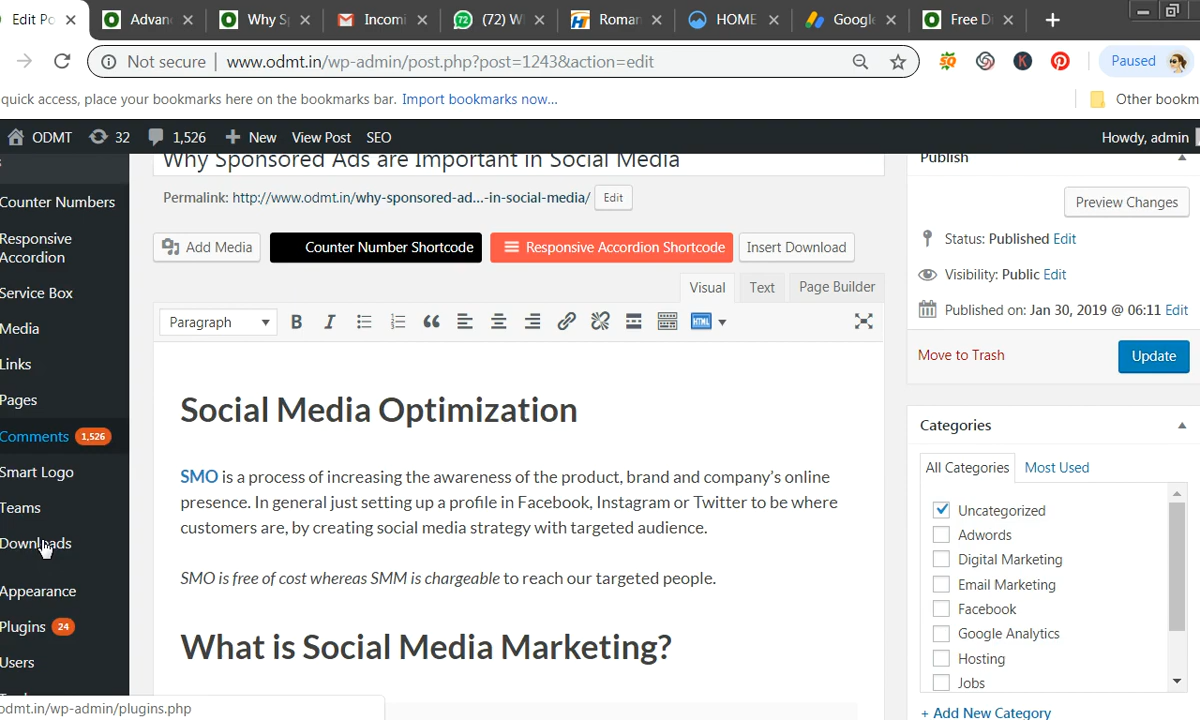 Edit Po
Advan
Why Sp
Incomi
72
(72) W
HT
Roman
HOME
Google
Free D
Not secure
www.odmt.in/wp-admin/post.php?post=1243&action=edit
K
Paused
quick access, place your bookmarks here on the bookmarks bar. Import bookmarks now...
Other bookm
ODMT
32
1,526
New
View Post
SEO
Howdy, admin
s
Counter Numbers
Responsive
Accordion
Service Box
Media
Links
Pages
Comments 1,526
Smart Logo
Teams
Downloads
Appearance
Plugins 24
Users
odmt.in/wp-admin/plugins.php
Why Sponsored Ads are Important in Social Media
Permalink: http://www.odmt.in/why-sponsored-ad...-in-social-media/ Edit
Add Media
Counter Number Shortcode
Responsive Accordion Shortcode
Insert Download
Visual
Text
Page Builder
Paragraph
B I
HTML
Social Media Optimization
SMO is a process of increasing the awareness of the product, brand and company's online
presence. In general just setting up a profile in Facebook, Instagram or Twitter to be where
customers are, by creating social media strategy with targeted audience.
SMO is free of cost whereas SMM is chargeable to reach our targeted people.
What is Social Media Marketing?
Publish
Preview Changes
Status: Published Edit
Visibility: Public Edit
Published on: Jan 30, 2019 @ 06:11 Edit
Move to Trash
Update
Categories
All Categories
Most Used
Uncategorized
Adwords
Digital Marketing
Email Marketing
Facebook
Google Analytics
Hosting
Jobs
+ Add New Category